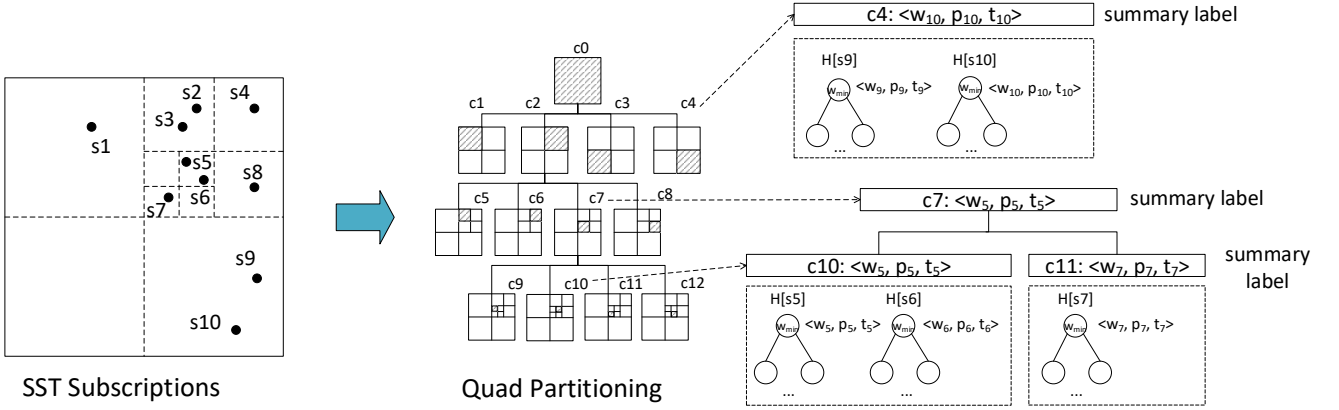 c4: <w10, p10, t10>
summary label
H[s9]
H[s10]
wmin
<w9, p9, t9>
wmin
<w10, p10, t10>
...
...
c0
c1
c2
c3
c4
s2
s4
s3
s1
s5
s8
s6
s7
s9
s10
c5
c6
c7
c8
c7: <w5, p5, t5>
summary label
c9
c10
c11
c12
c10: <w5, p5, t5>
c11: <w7, p7, t7>
summary
label
H[s5]
H[s6]
H[s7]
wmin
<w5, p5, t5>
wmin
<w6, p6, t6>
wmin
<w7, p7, t7>
...
...
...
SST Subscriptions
Quad Partitioning